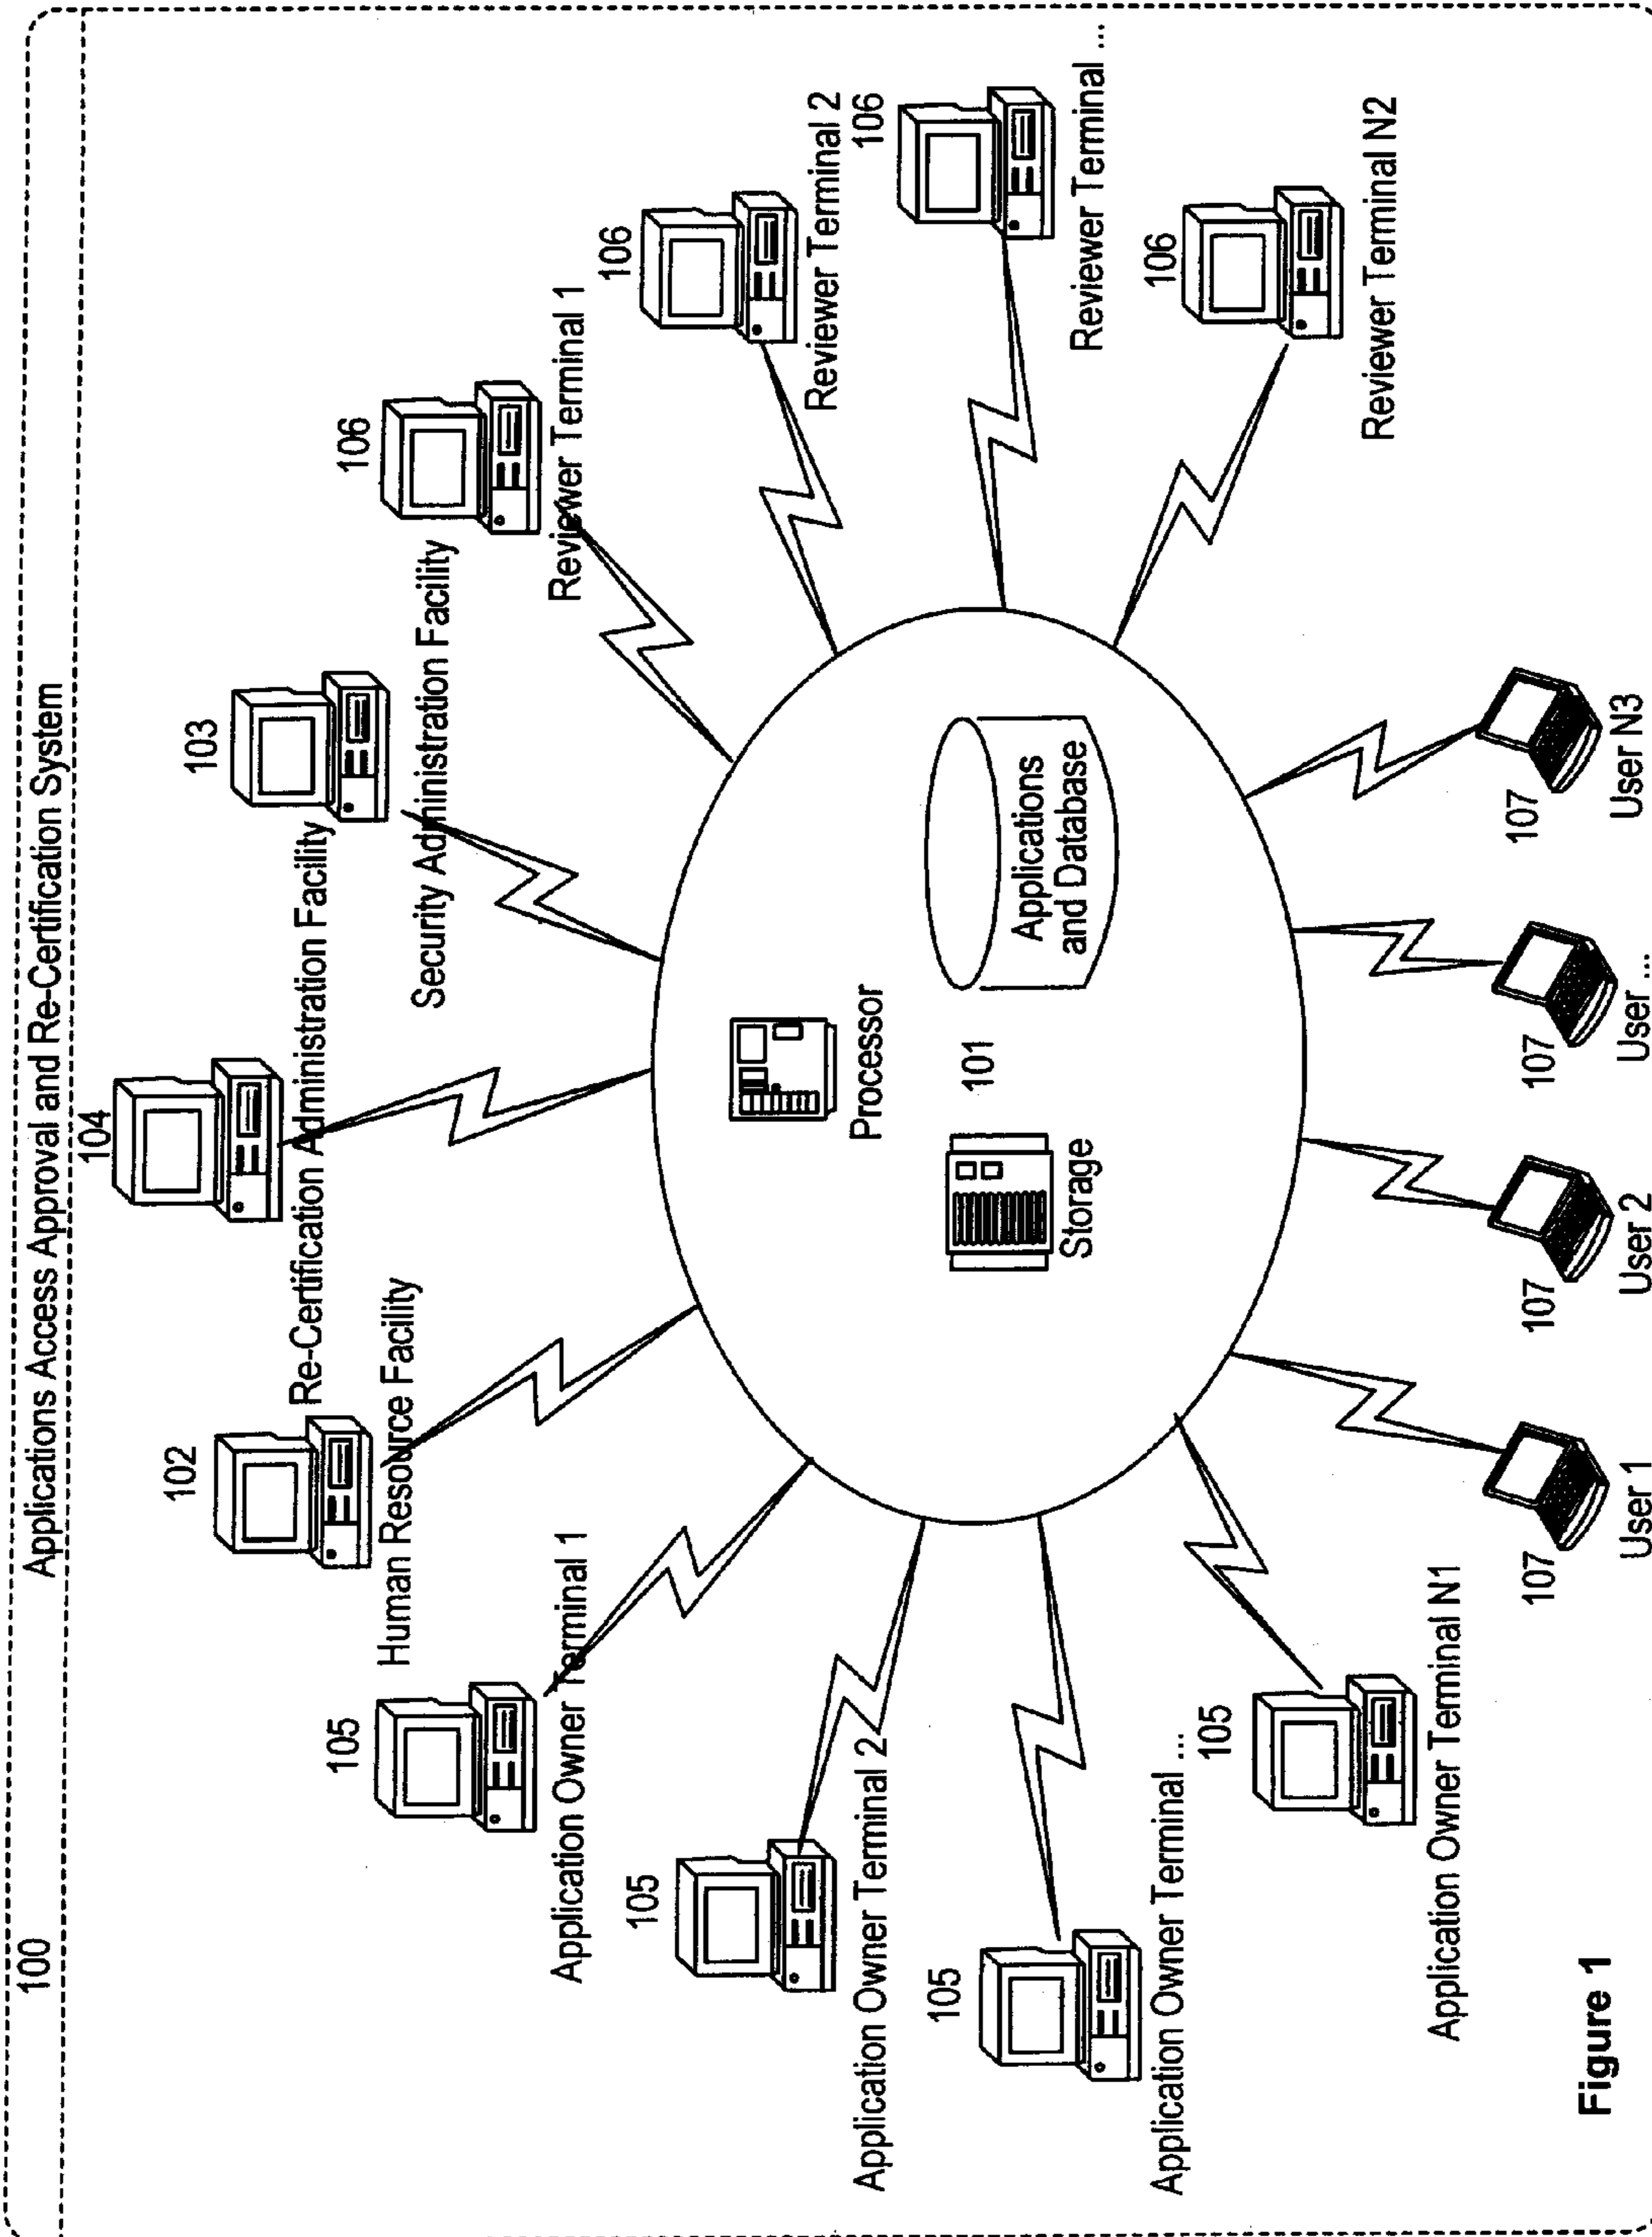 100
Applications Access Approval and Re-Certification System
104
Re-Certification Administration Facility
102
Human Resource Facility
103
Security Administration Facility
105
Application Owner Terminal 1
106
Reviewer Terminal 1
105
Application Owner Terminal 2
106
Reviewer Terminal 2
105
Application Owner Terminal ...
106
Reviewer Terminal ...
105
Application Owner Terminal N1
106
Reviewer Terminal N2
Processor
101
Storage
Applications
and Database
107
User 1
107
User 2
107
User ...
107
User N3
Figure 1